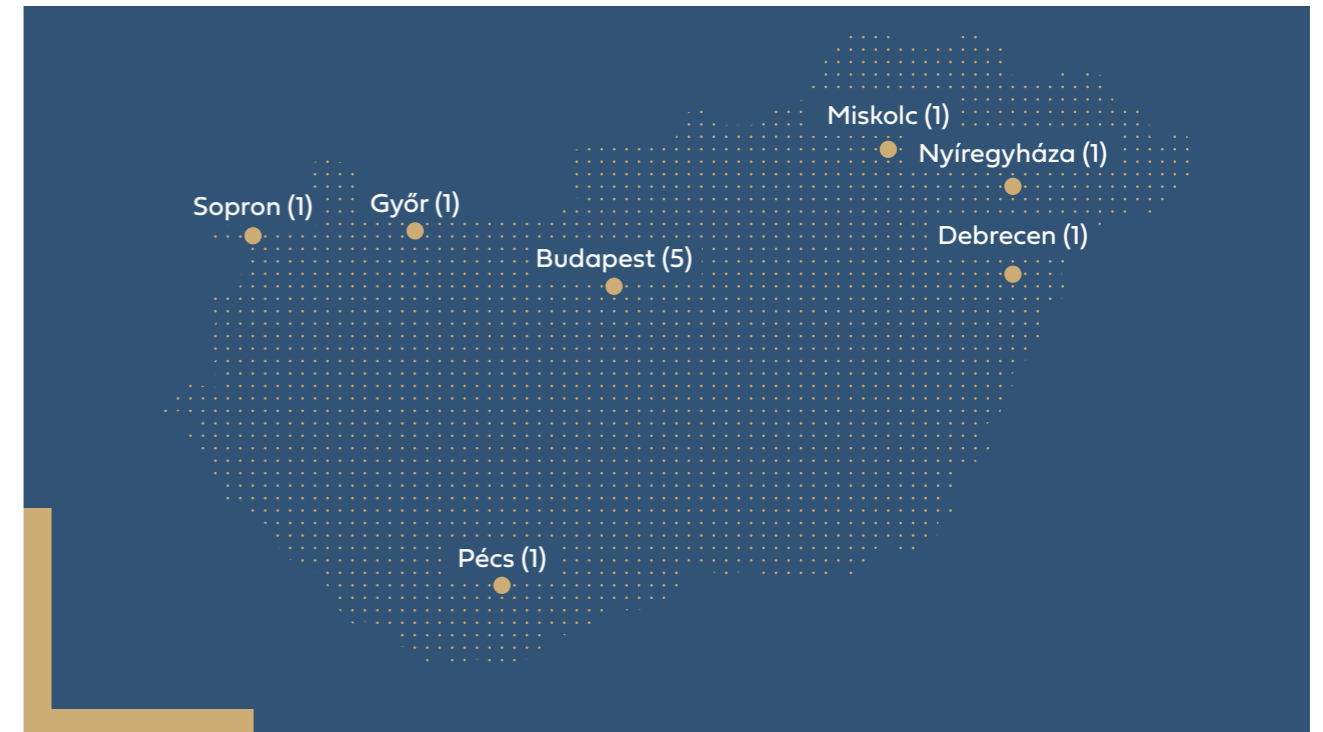 Miskolc (1)
Nyíregyháza (1)
Sopron (1)
Győr (1)
Debrecen (1)
Budapest (5)
Pécs (1)